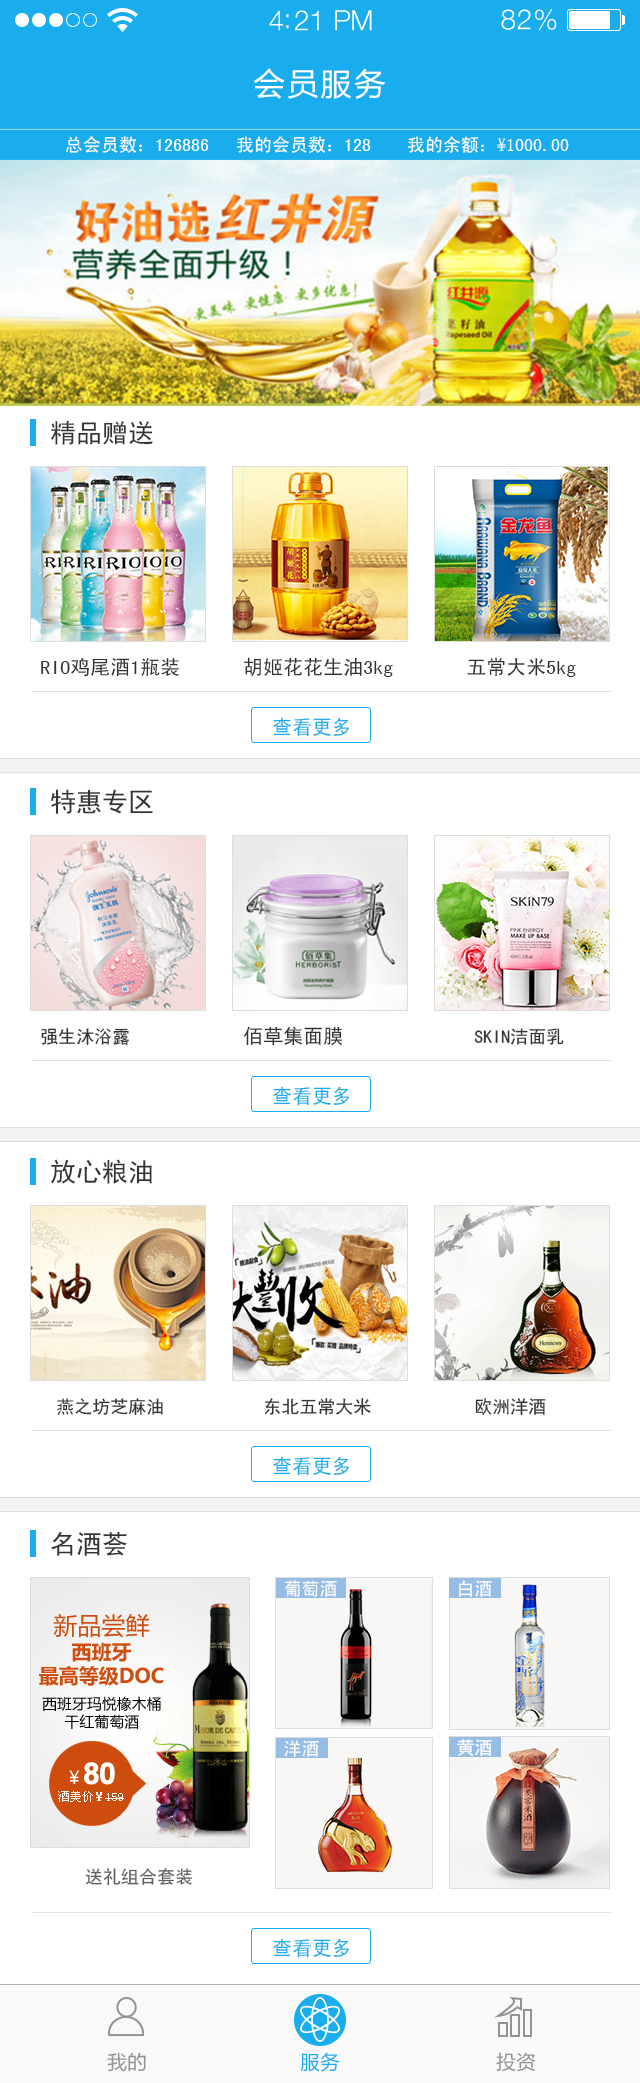 4:21 PM
82%
会员服务
总会员数：126886 我的会员数：128 我的余额：¥1000.00
好油选红井源
营养全面升级！
更美味 更健康 更多优惠！
红井源
菜籽油
Rapeseed Oil
精品赠送
RIO
RIO
RIO
胡姬花
金龙鱼
RIO鸡尾酒1瓶装
胡姬花花生油3kg
五常大米5kg
查看更多
特惠专区
Johnson's
body care
强生美肌
佰草集
HERBORIST
SKiN79
PINK ENERGY
MAKE UP BASE
强生沐浴露
佰草集面膜
SKIN洁面乳
查看更多
放心粮油
油
大豐收
Hennessy
燕之坊芝麻油
东北五常大米
欧洲洋酒
查看更多
名酒荟
新品尝鲜
西班牙
最高等级DOC
西班牙玛悦橡木桶
干红葡萄酒
¥80
酒美价¥159
葡萄酒
白酒
洋酒
黄酒
送礼组合套装
查看更多
我的
服务
投资